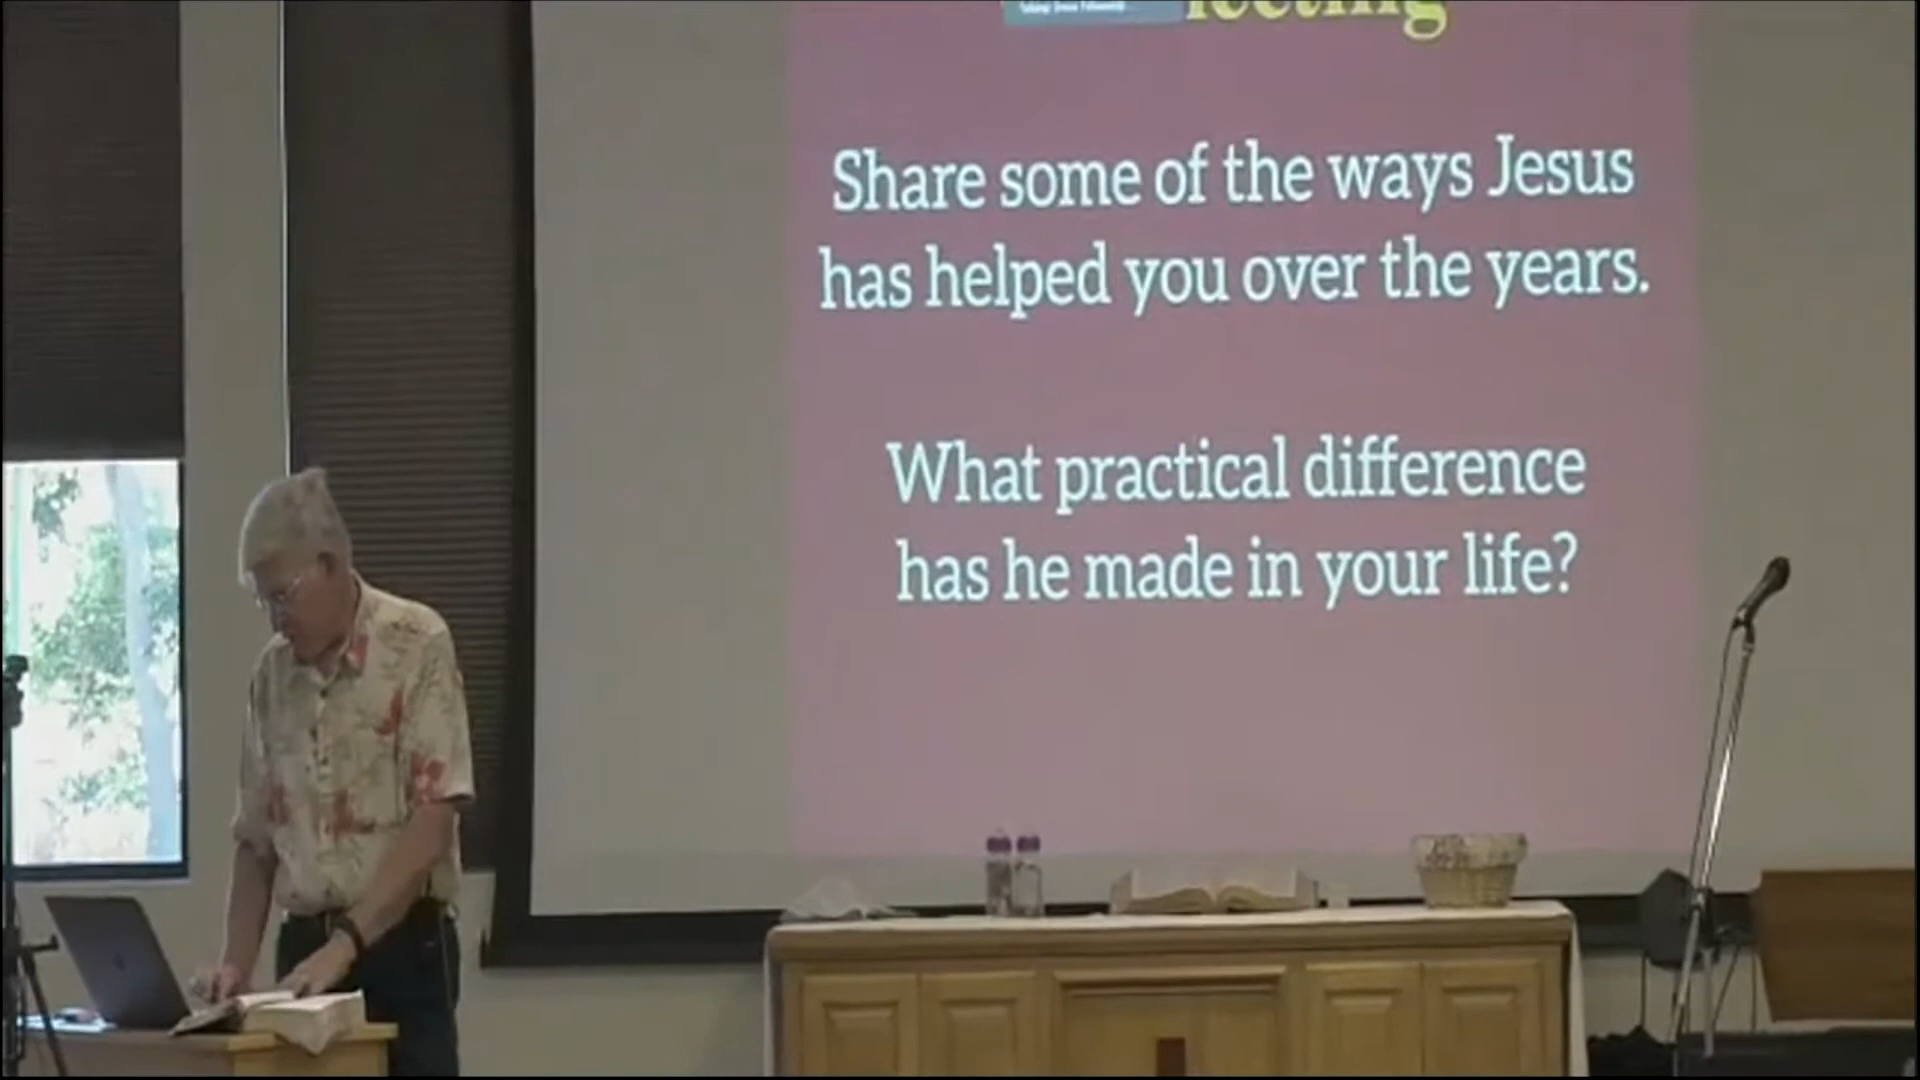 Share some of the ways Jesus
has helped you over the years.
What practical difference
has he made in your life?